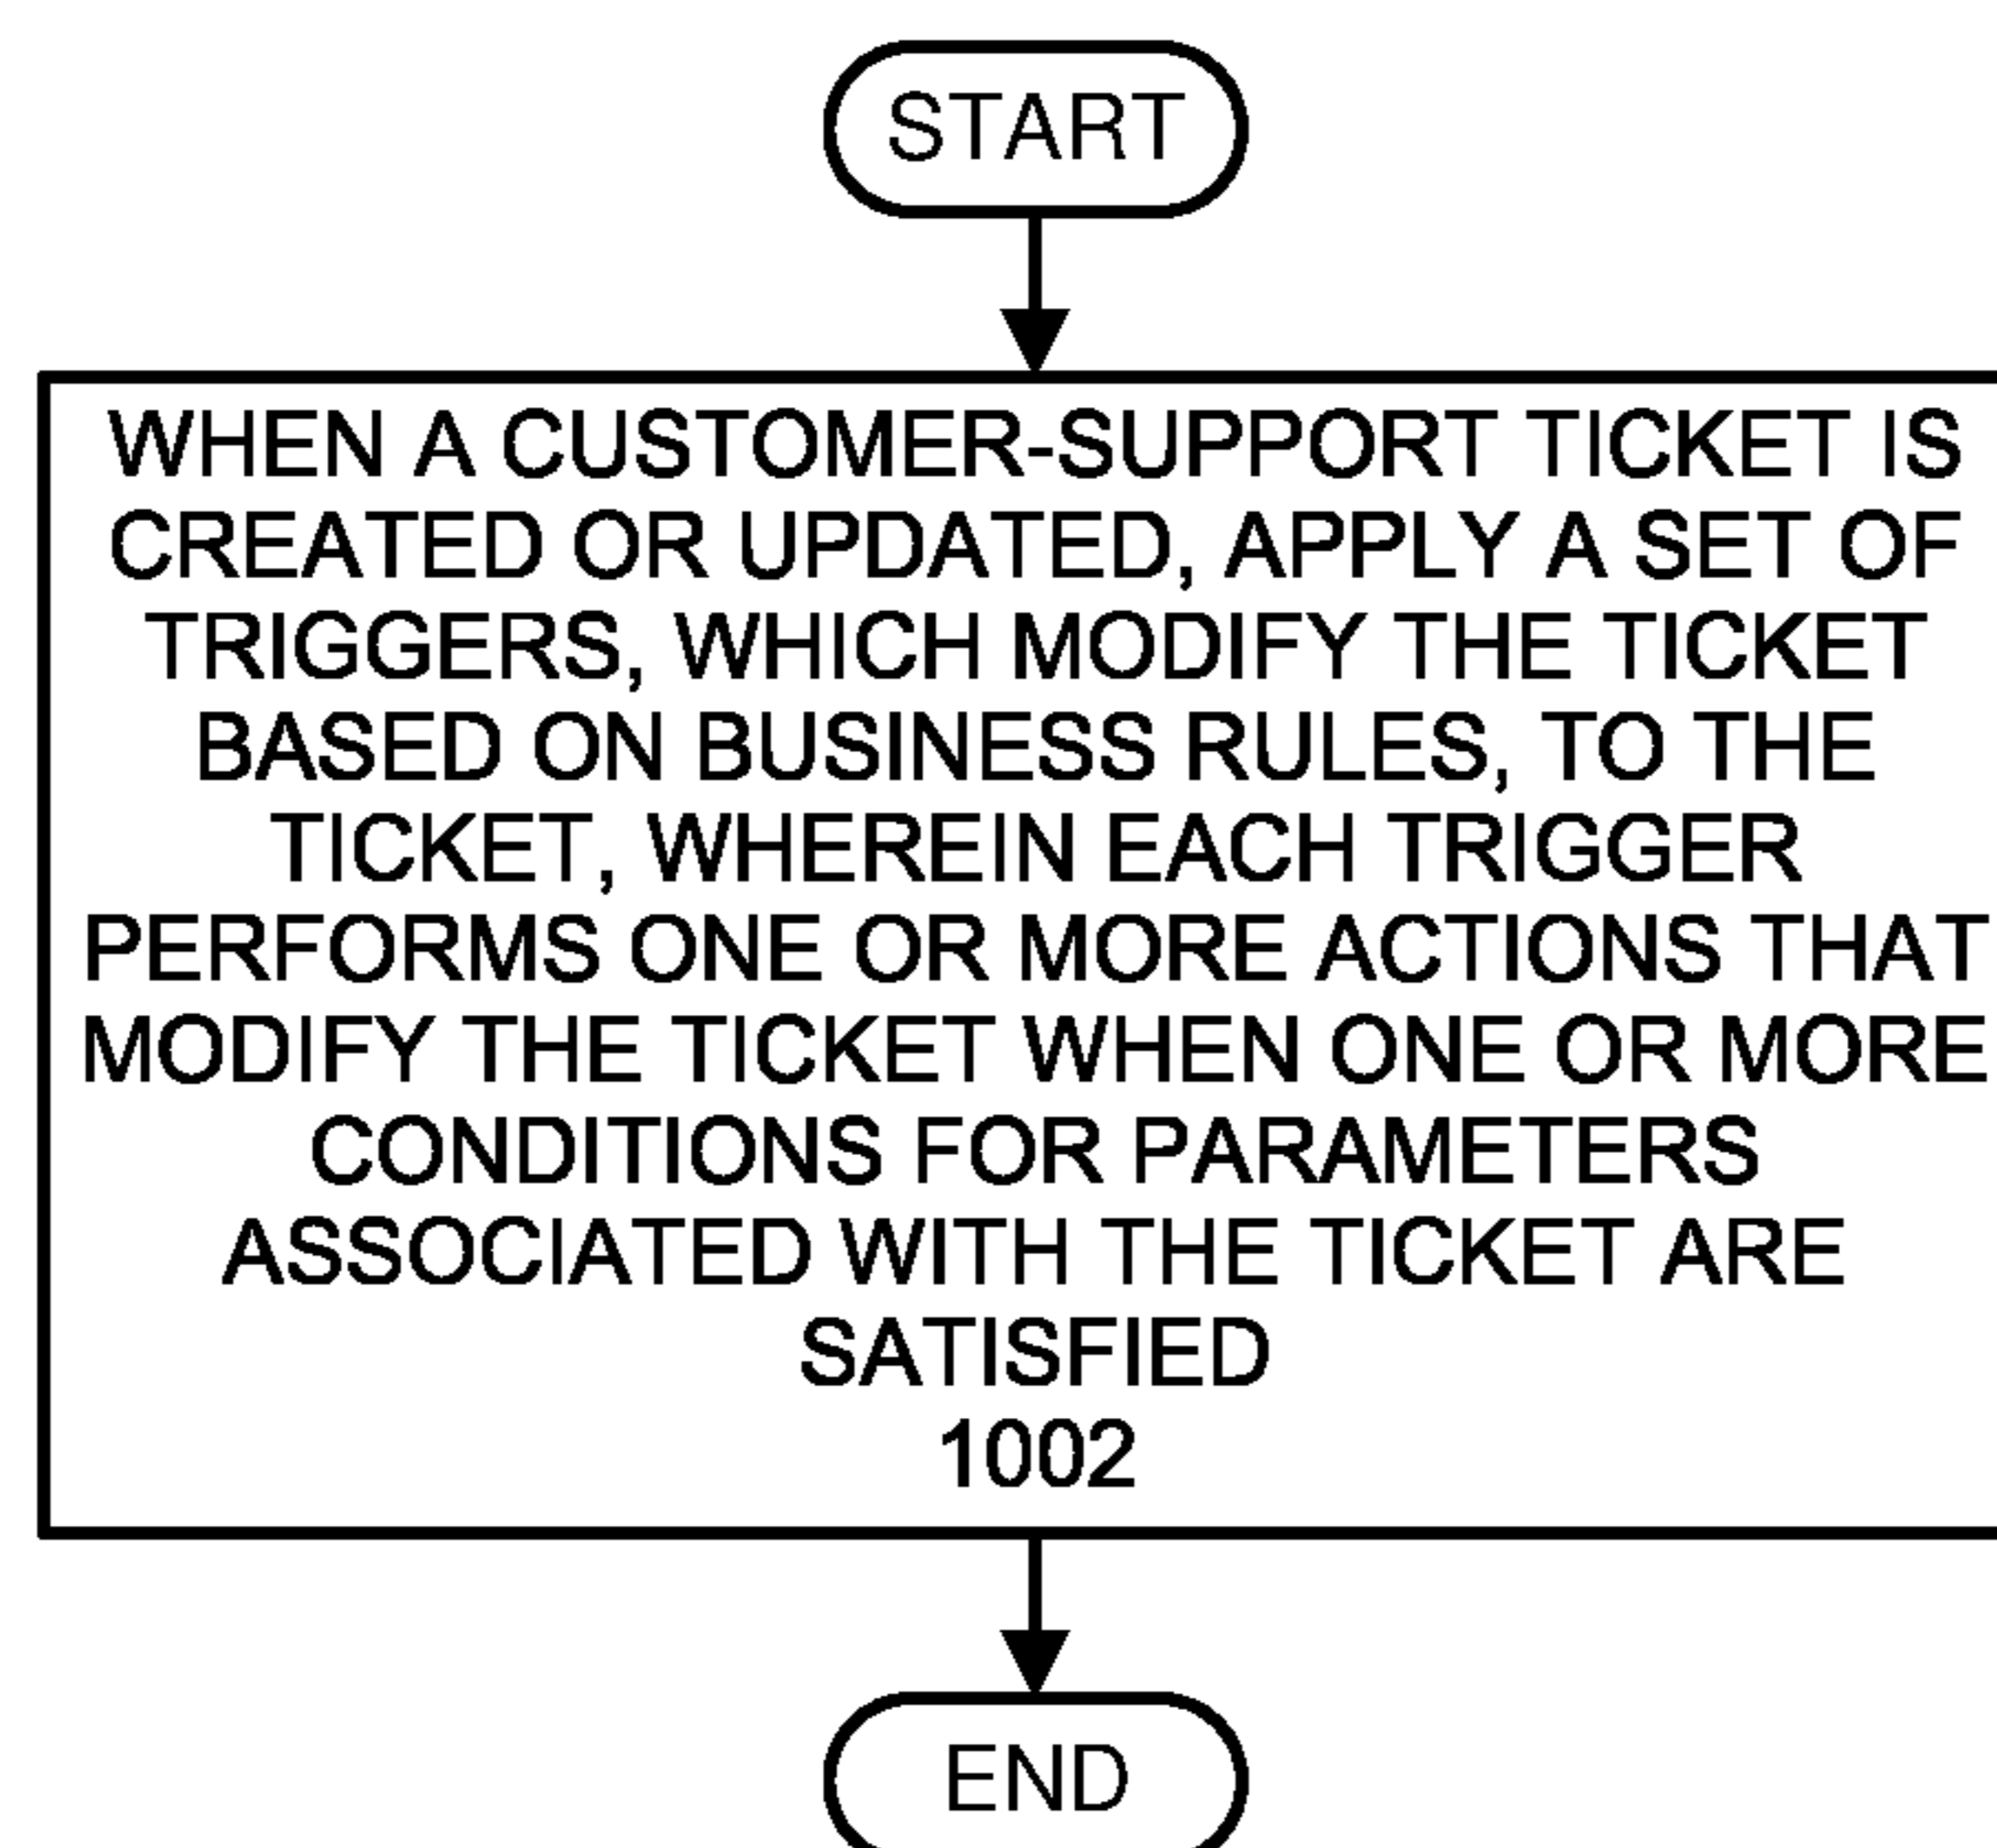 START
WHEN A CUSTOMER-SUPPORT TICKET IS
CREATED OR UPDATED, APPLY A SET OF
TRIGGERS, WHICH MODIFY THE TICKET
BASED ON BUSINESS RULES, TO THE
TICKET, WHEREIN EACH TRIGGER
PERFORMS ONE OR MORE ACTIONS THAT
MODIFY THE TICKET WHEN ONE OR MORE
CONDITIONS FOR PARAMETERS
ASSOCIATED WITH THE TICKET ARE
SATISFIED
1002
END